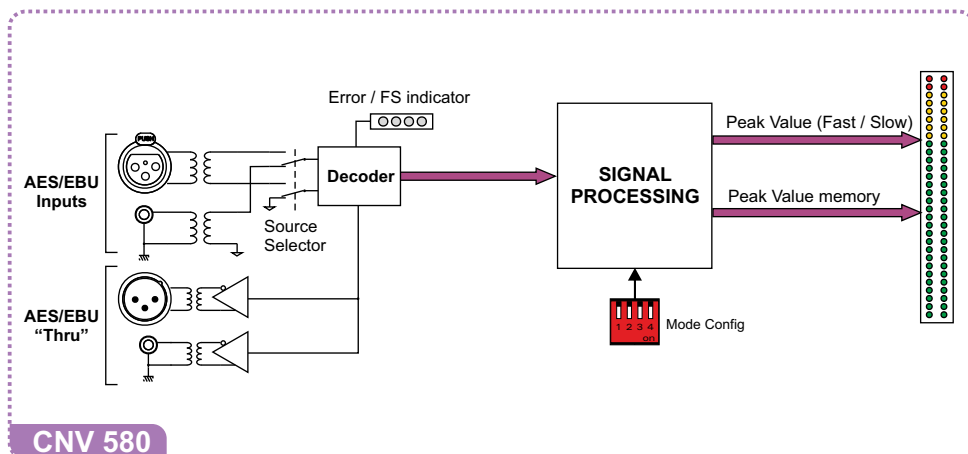 Error / FS indicator
PUSH
AES/EBU
Inputs
Decoder
Source
Selector
SIGNAL
PROCESSING
Peak Value (Fast / Slow)
Peak Value memory
AES/EBU
“Thru”
1 2 3 4
on
Mode Config
CNV 580